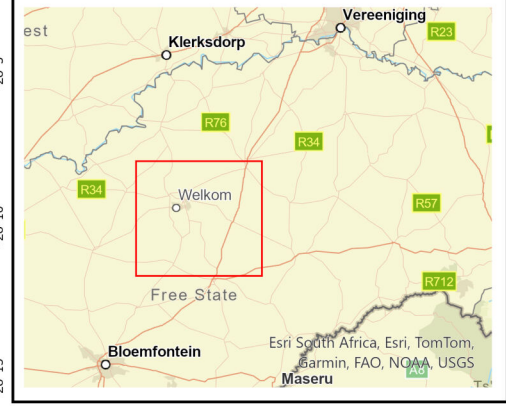 Vereeniging
est
R23
Klerksdorp
R76
R34
R34
Welkom
R57
R712
Free State
Esri South Africa, Esri, TomTom,
Garmin, FAO, NOAA, USGS
Bloemfontein
A8
Maseru